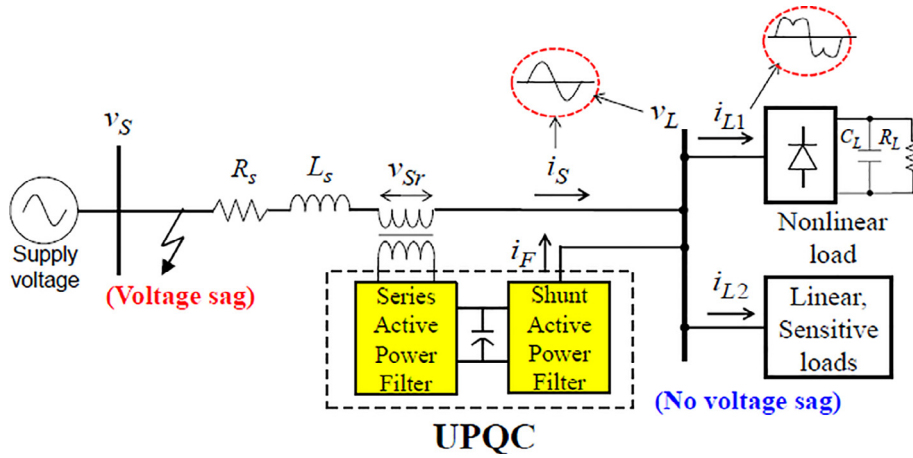 v_S
R_s
L_s
v_Sr
i_S
v_L
i_L1
C_L
R_L
Nonlinear
load
Supply
voltage
(Voltage sag)
i_F
Series
Active
Power
Filter
Shunt
Active
Power
Filter
i_L2
Linear,
Sensitive
loads
(No voltage sag)
UPQC